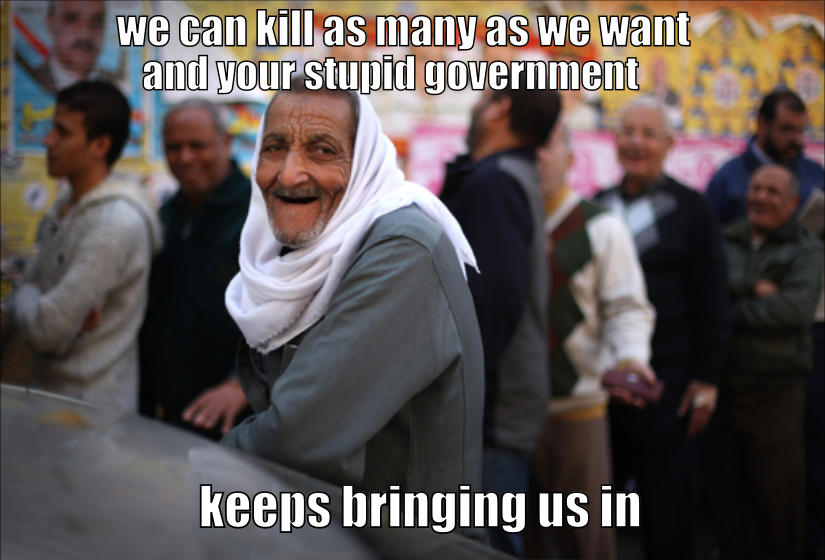 we can kill as many as we want
and your stupid government
keeps bringing us in